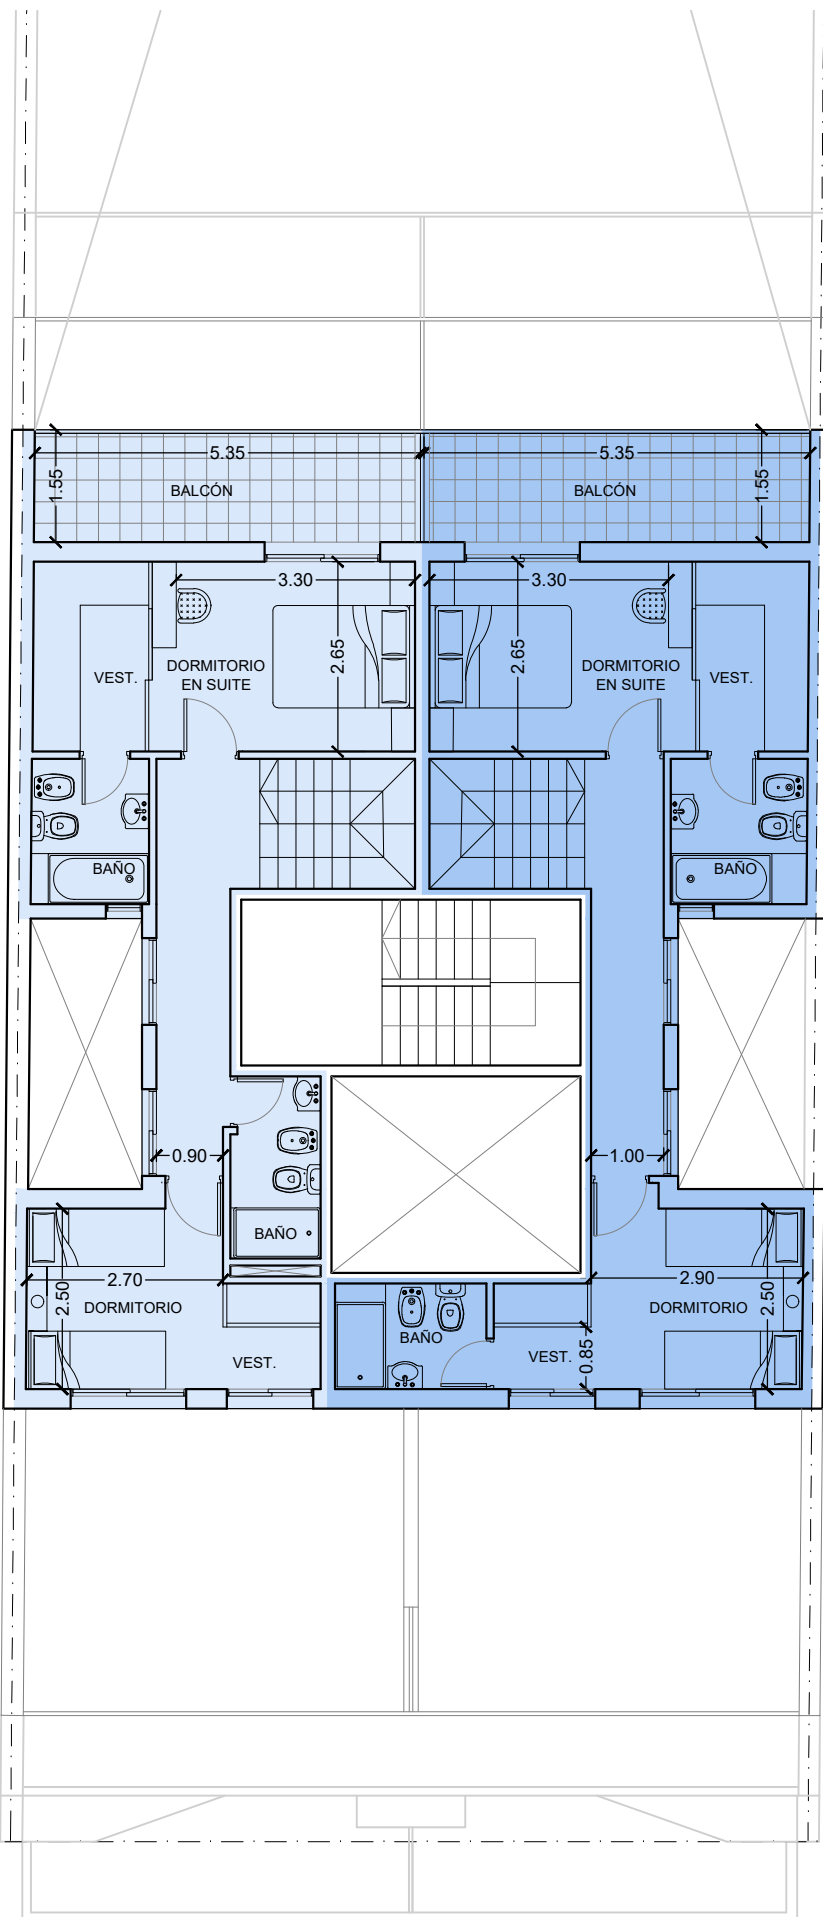 5.35
5.35
1.55
BALCÓN
BALCÓN
1.55
3.30
3.30
2.65
2.65
VEST.
DORMITORIO
EN SUITE
DORMITORIO
EN SUITE
VEST.
BAÑO
BAÑO
0.90
1.00
BAÑO
2.70
2.90
2.50
DORMITORIO
DORMITORIO
2.50
BAÑO
VEST.
VEST.
0.85